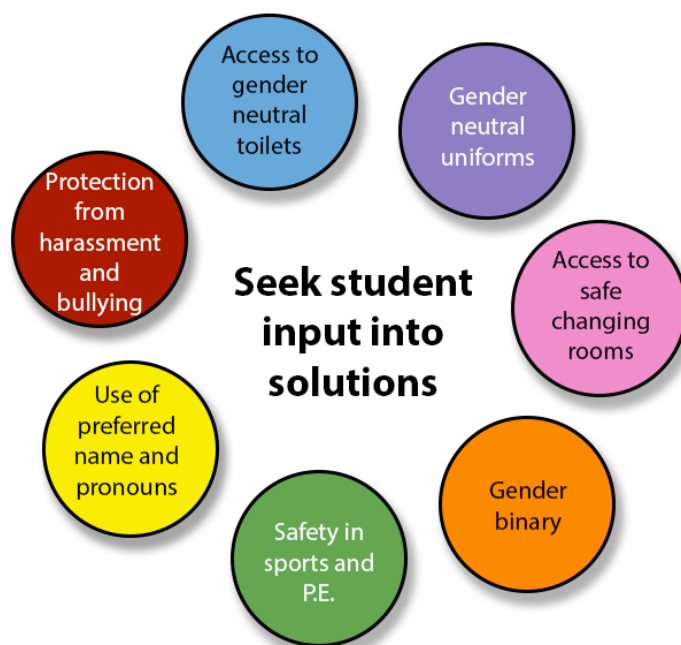 Access to
gender
neutral
toilets
Gender
neutral
uniforms
Protection
from
harassment
and
bullying
Seek student
input into
solutions
Access to
safe
changing
rooms
Use of
preferred
name and
pronouns
Gender
binary
Safety in
sports and
P.E.